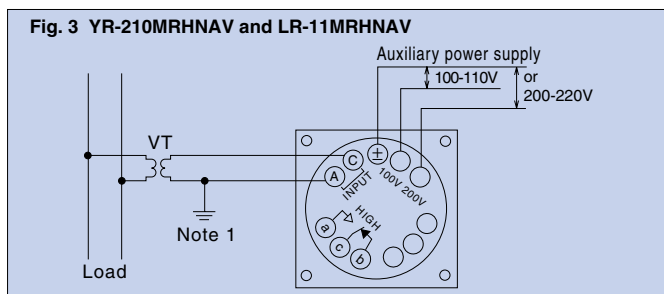 Fig. 3 YR-210MRHNAV and LR-11MRHNAV
Auxiliary power supply
100-110V
or
200-220V
VT
C
±
A
INPUT
100V 200V
HIGH
a
c
b
Note 1
Load